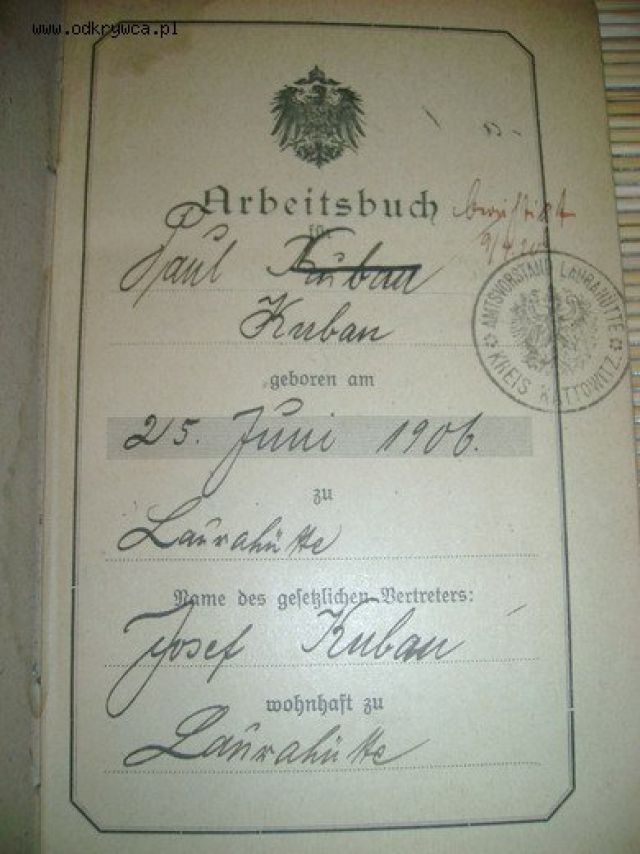 www.odkrywca.pl
Arbeitsbuch
Paul Kuban
Kuban
geboren am
25. Juni 1906.
zu
Laurahütte
Name des gesetzlichen Vertreters:
Josef Kuban
wohnhaft zu
Laurahütte
AMTSVORSTAND LAURAHÜTTE
KREIS KATTOWITZ